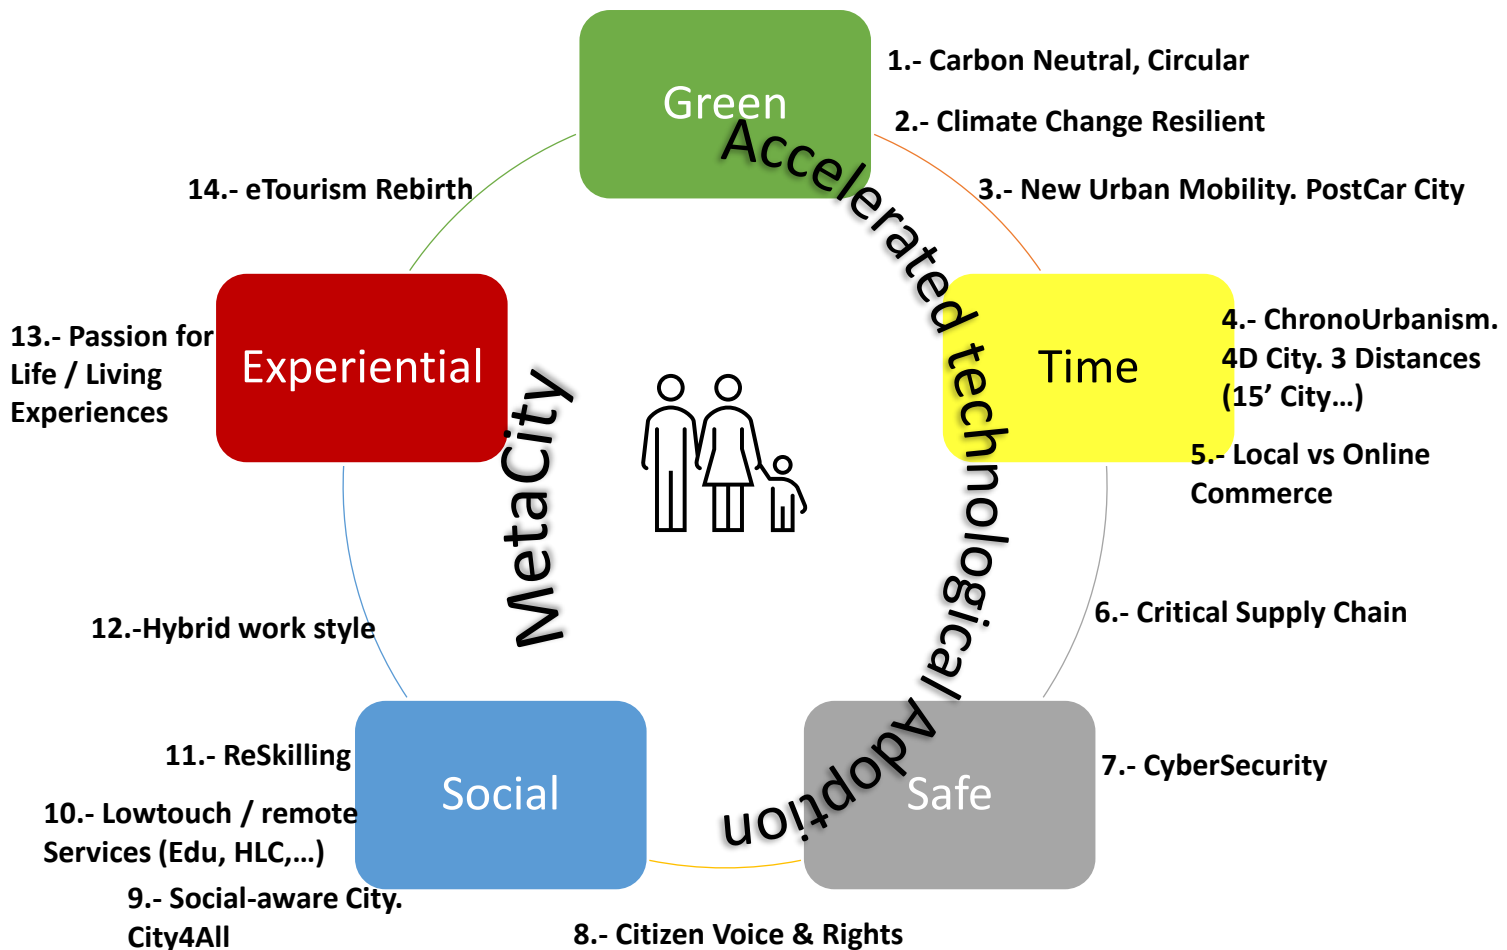 Green
1.- Carbon Neutral, Circular
2.- Climate Change Resilient
3.- New Urban Mobility. PostCar City
Time
4.- ChronoUrbanism.
4D City. 3 Distances
(15’ City…)
5.- Local vs Online
Commerce
6.- Critical Supply Chain
Safe
7.- CyberSecurity
8.- Citizen Voice & Rights
Social
9.- Social-aware City.
City4All
10.- Lowtouch / remote
Services (Edu, HLC,…)
11.- ReSkilling
12.-Hybrid work style
Experiential
13.- Passion for
Life / Living
Experiences
14.- eTourism Rebirth
MetaCity
Accelerated technological Adoption